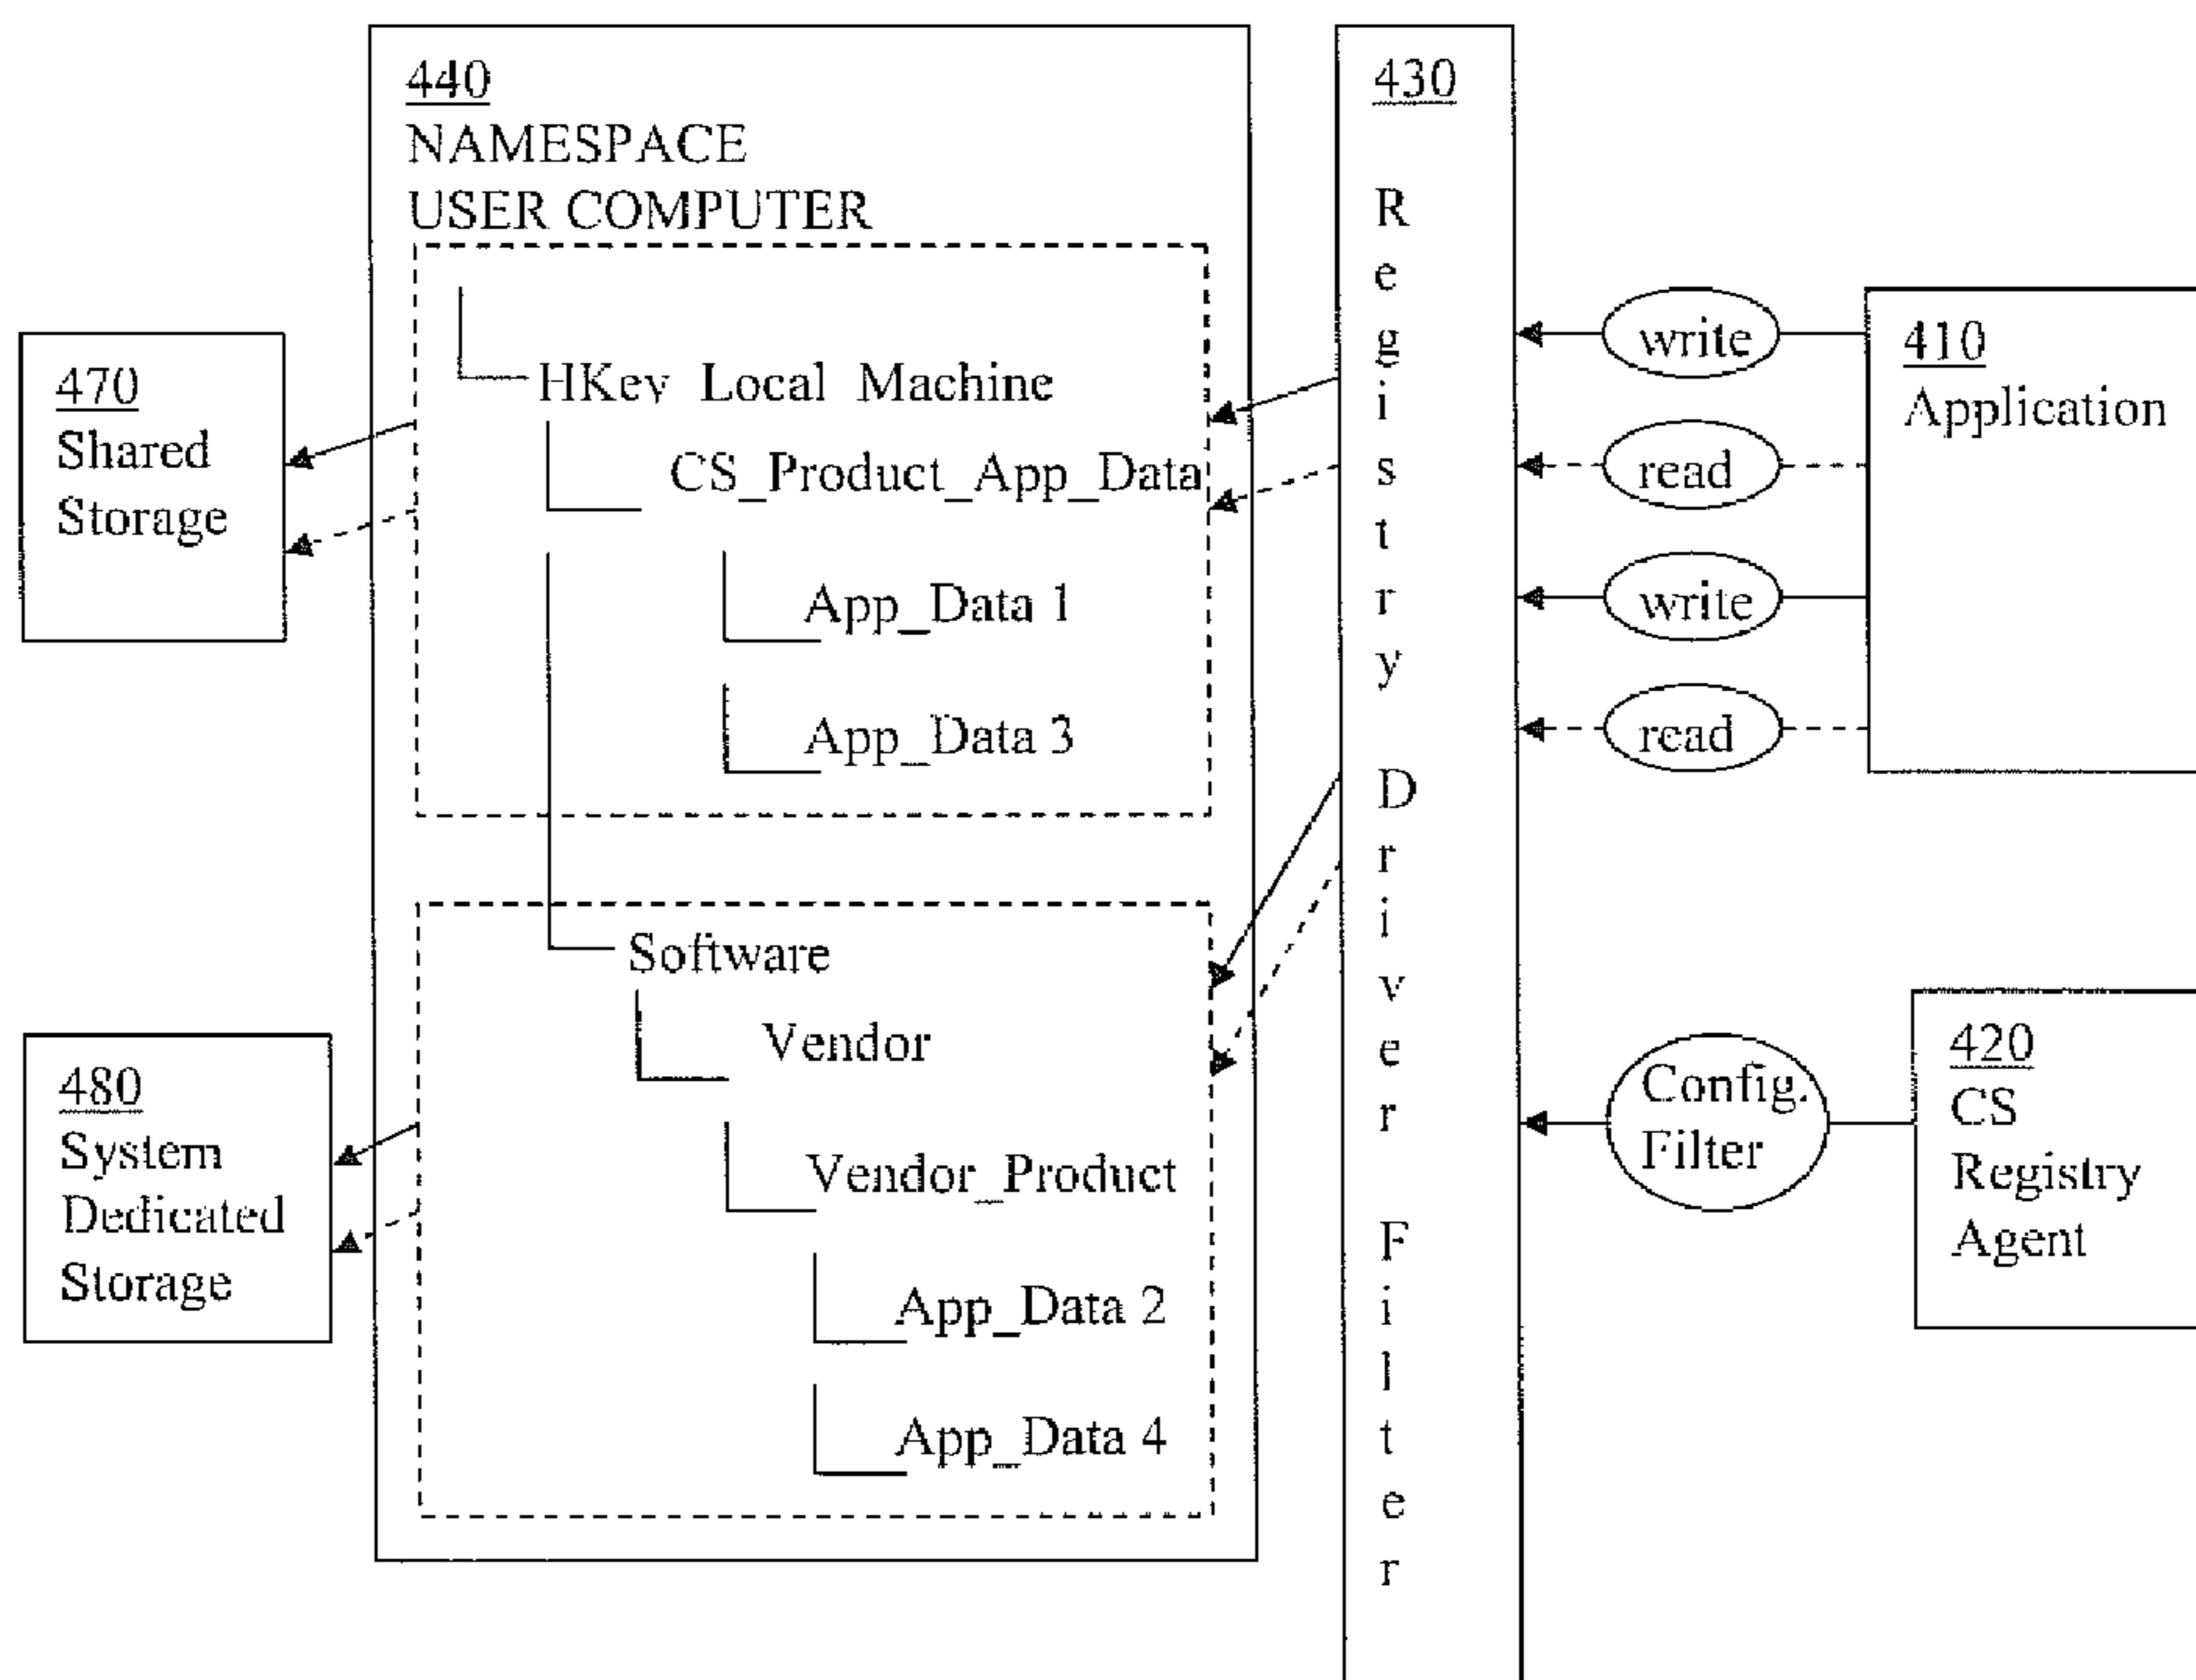 440
NAMESPACE
USER COMPUTER
HKey Local Machine
CS_Product_App_Data
App_Data 1
App_Data 3
Software
Vendor
Vendor_Product
App_Data 2
App_Data 4
470
Shared
Storage
480
System
Dedicated
Storage
430
Registry Driver Filter
write
read
write
read
410
Application
Config.
Filter
420
CS
Registry
Agent